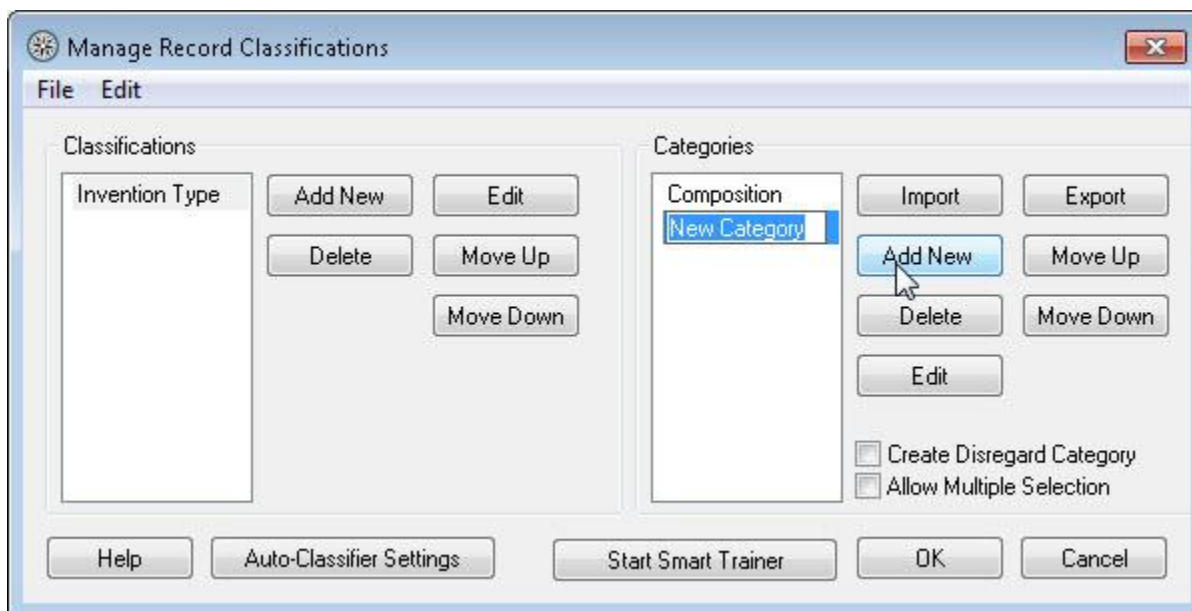 Manage Record Classifications
File Edit
Classifications
Invention Type
Add New
Edit
Delete
Move Up
Move Down
Categories
Composition
New Category
Import
Export
Add New
Move Up
Delete
Move Down
Edit
Create Disregard Category
Allow Multiple Selection
Help
Auto-Classifier Settings
Start Smart Trainer
OK
Cancel